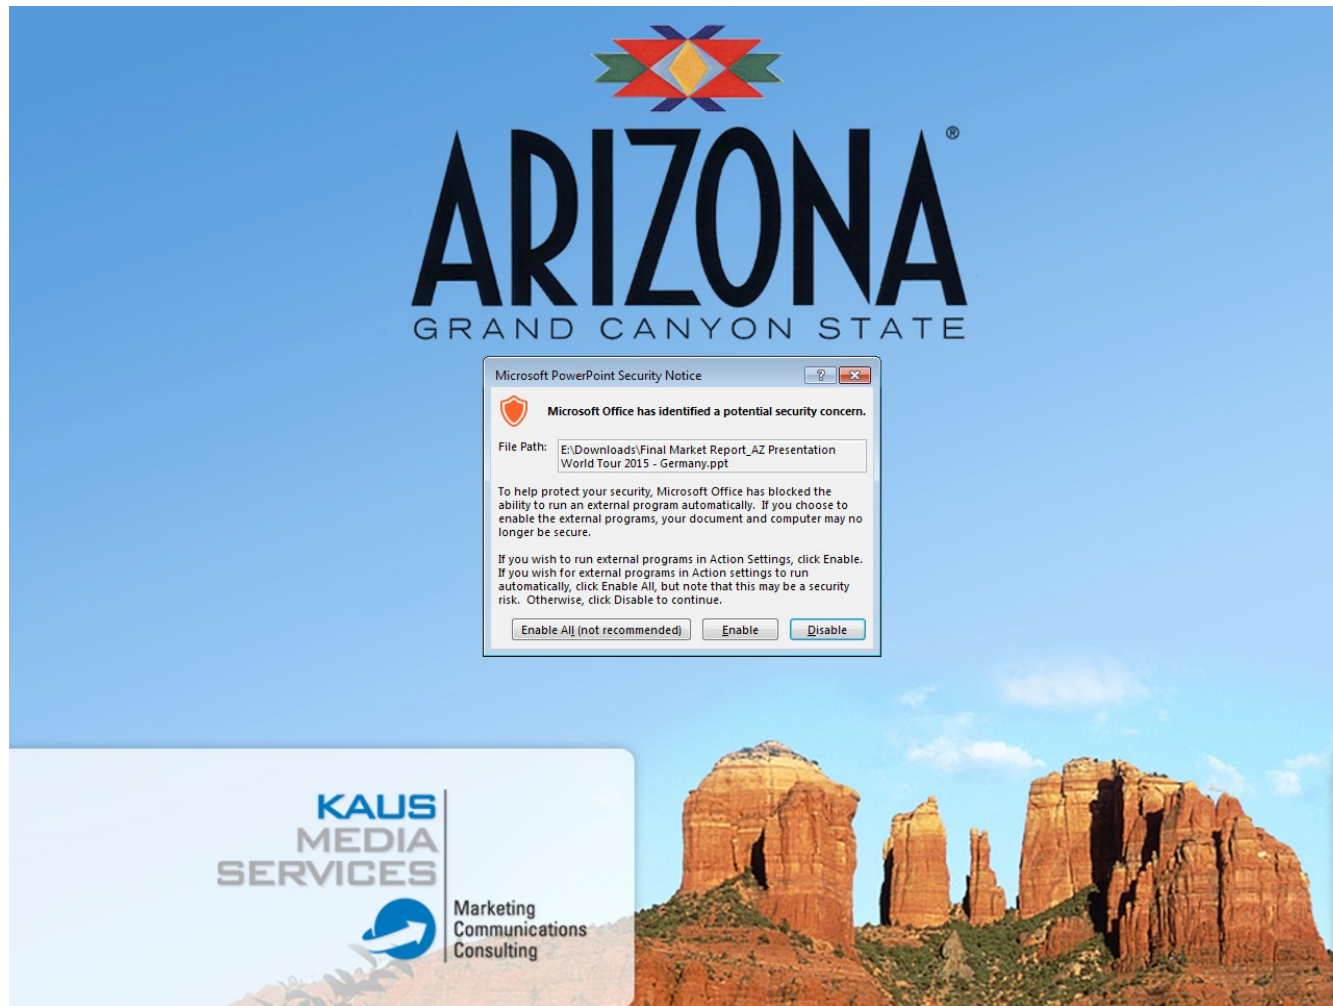 ARIZONA®
GRAND CANYON STATE
Microsoft PowerPoint Security Notice
?
Microsoft Office has identified a potential security concern.
File Path:
E:\Downloads\Final Market Report_AZ Presentation
World Tour 2015 - Germany.ppt
To help protect your security, Microsoft Office has blocked the
ability to run an external program automatically.  If you choose to
enable the external programs, your document and computer may no
longer be secure.
If you wish to run external programs in Action Settings, click Enable.
If you wish for external programs in Action settings to run
automatically, click Enable All, but note that this may be a security
risk.  Otherwise, click Disable to continue.
Enable All (not recommended)
Enable
Disable
KAUS
MEDIA
SERVICES
Marketing
Communications
Consulting